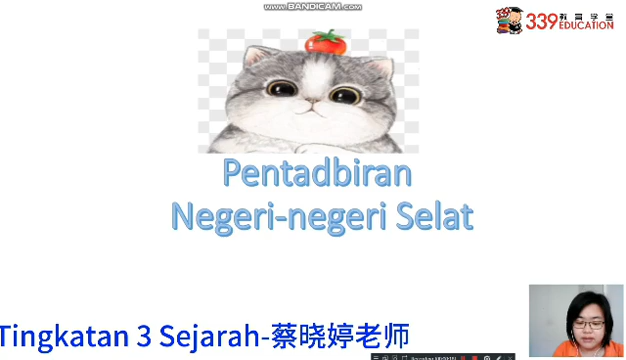 www.BANDICAM.com
339 教育学堂
EDUCATION
Pentadbiran
Negeri-negeri Selat
Tingkatan 3 Sejarah-蔡晓婷老师